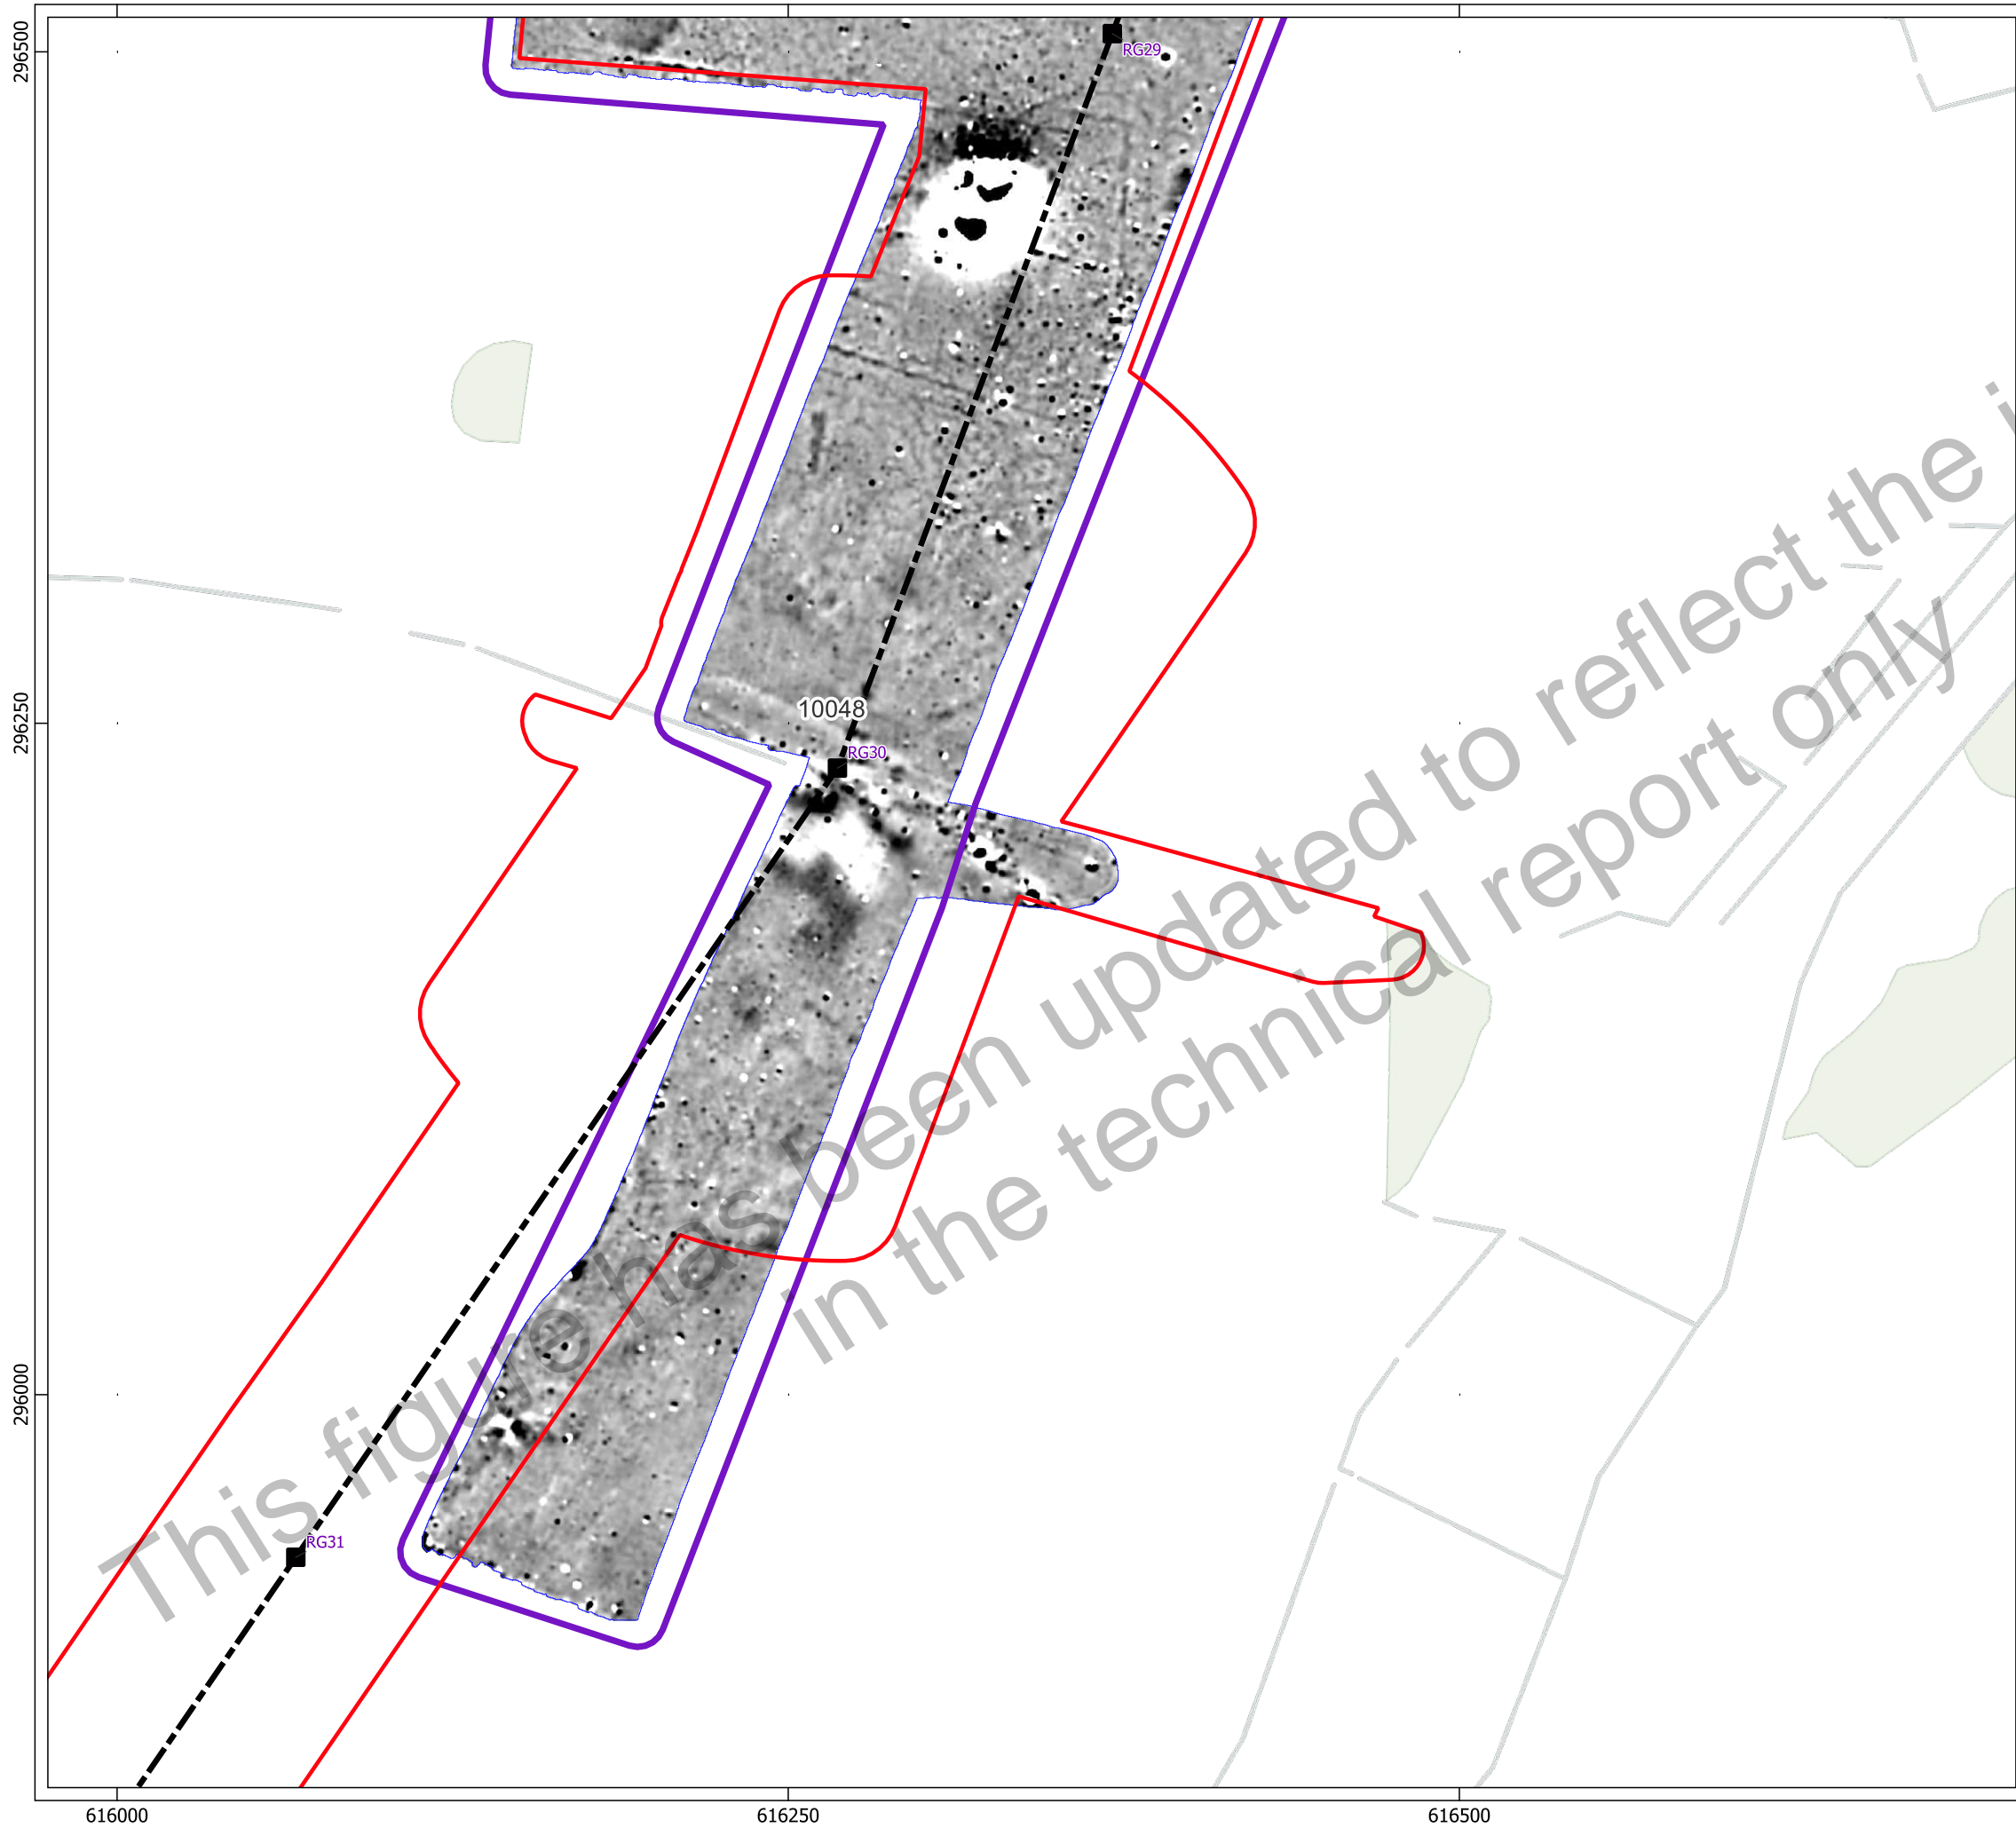 296500
RG29
296250
10048
RG30
296000
RG31
616000
616250
616500
This figure has been updated to reflect the
in the technical report only